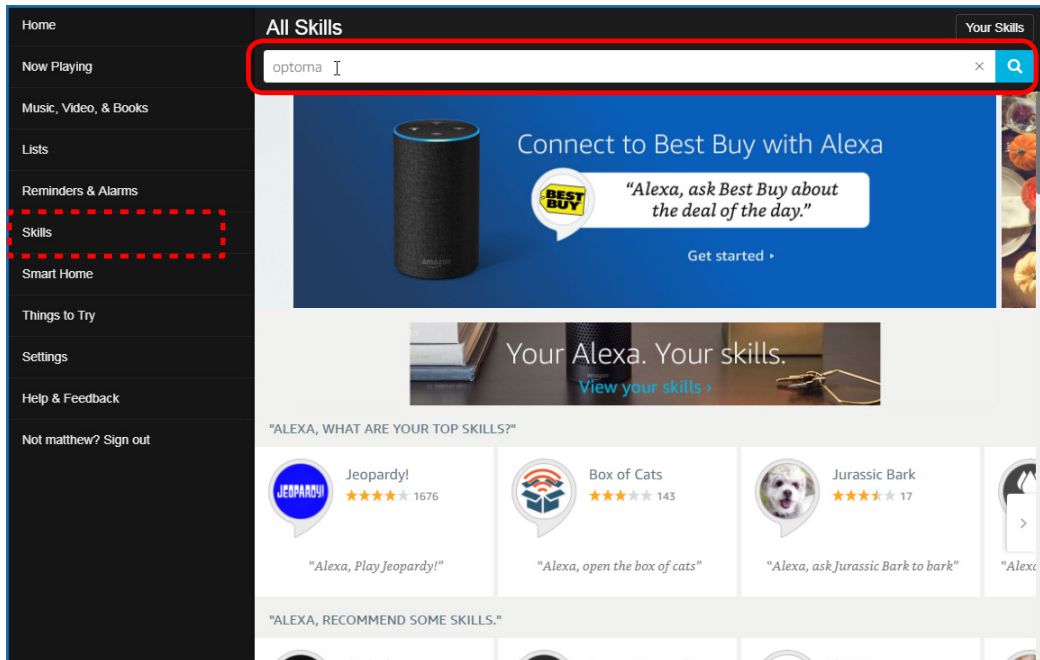 Home
Now Playing
Music, Video, & Books
Lists
Reminders & Alarms
Skills
Smart Home
Things to Try
Settings
Help & Feedback
Not matthew? Sign out
All Skills
Your Skills
optoma
×
Connect to Best Buy with Alexa
BEST
BUY
“Alexa, ask Best Buy about
the deal of the day.”
Get started ▸
amazon
Your Alexa. Your skills.
View your skills ›
"ALEXA, WHAT ARE YOUR TOP SKILLS?"
JEOPARDY!
Jeopardy!
1676
"Alexa, Play Jeopardy!"
Box of Cats
143
"Alexa, open the box of cats"
Jurassic Bark
17
"Alexa, ask Jurassic Bark to bark"
"Alexa
"ALEXA, RECOMMEND SOME SKILLS."